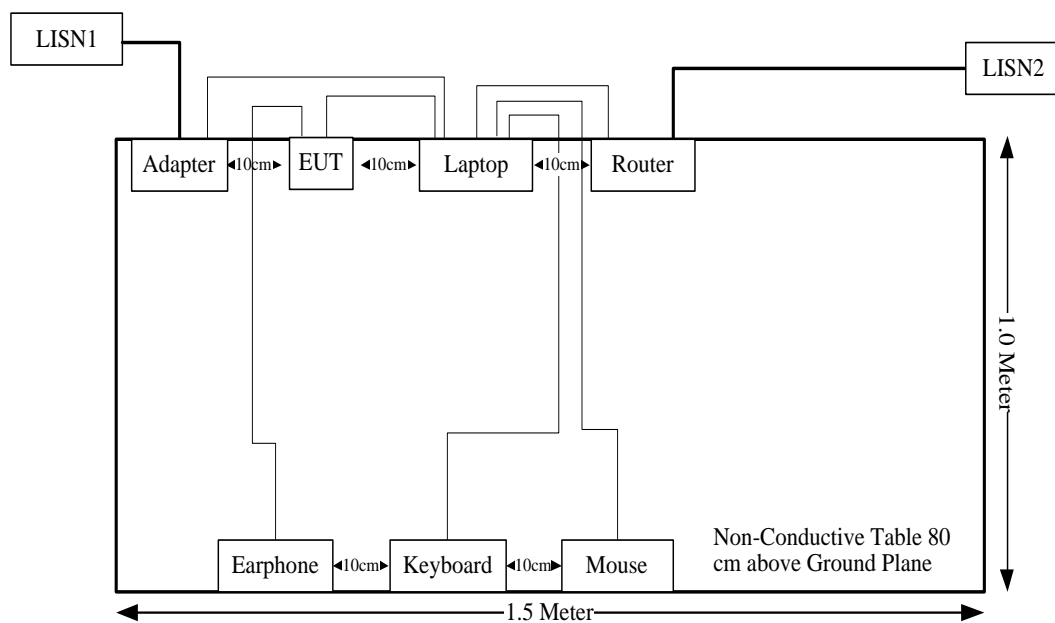 LISN1
LISN2
Adapter
10cm
EUT
10cm
Laptop
10cm
Router
1.0 Meter
Non-Conductive Table 80
cm above Ground Plane
Earphone
10cm
Keyboard
10cm
Mouse
1.5 Meter